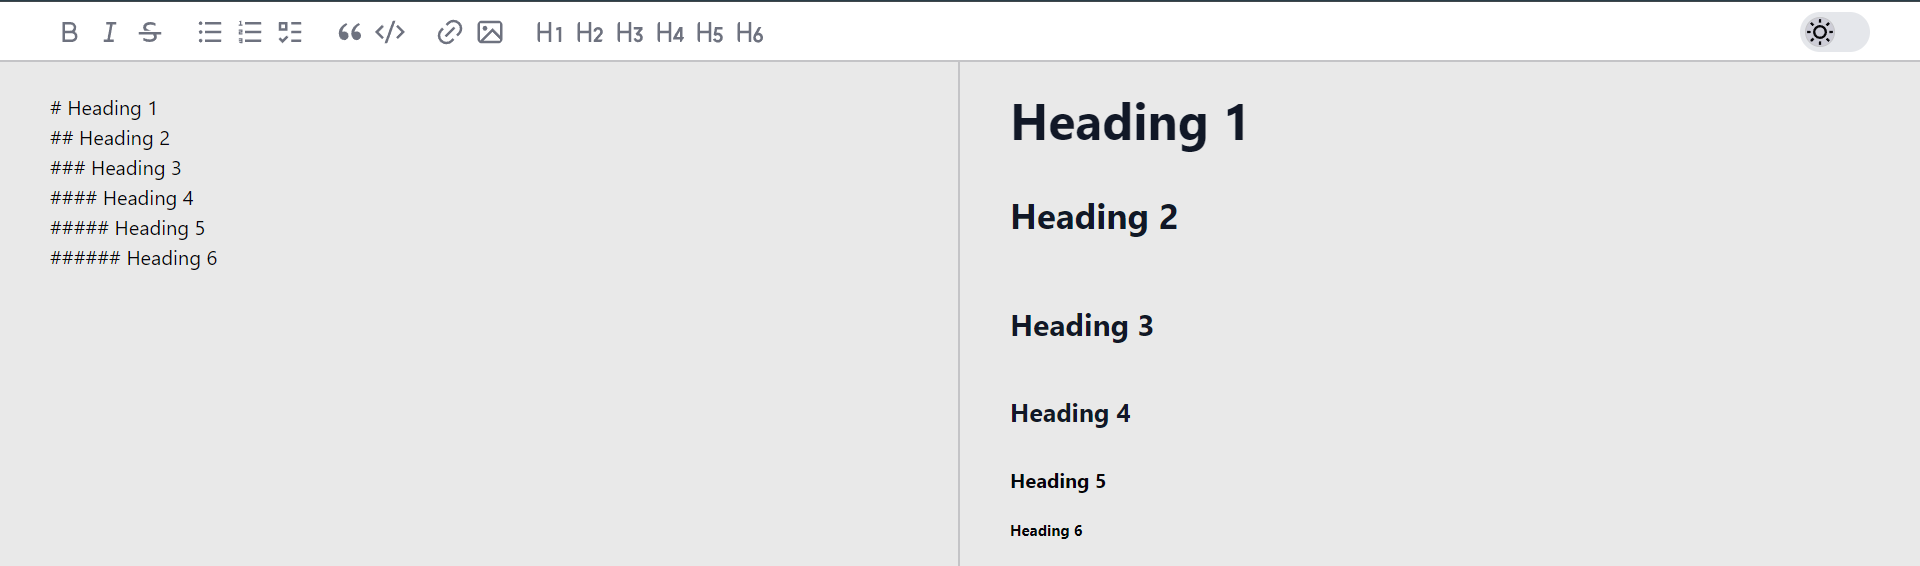 B I S H1 H2 H3 H4 H5 H6
# Heading 1
## Heading 2
### Heading 3
#### Heading 4
##### Heading 5
###### Heading 6
Heading 1
Heading 2
Heading 3
Heading 4
Heading 5
Heading 6